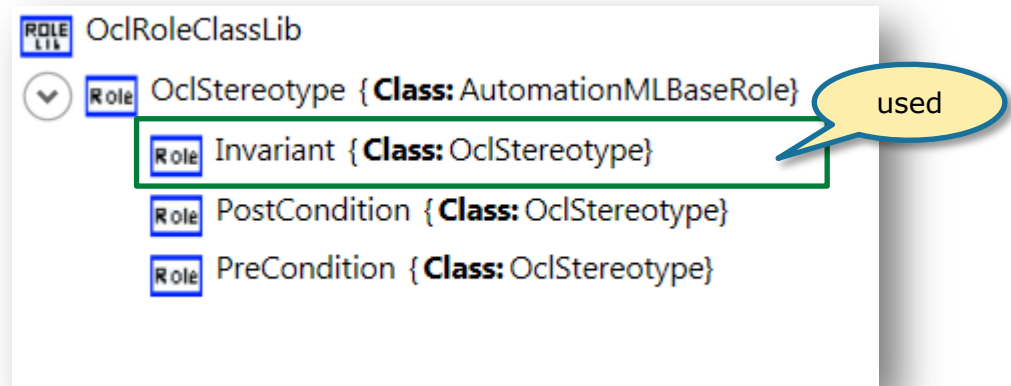 ROLE LIB OclRoleClassLib
Role OclStereotype {Class: AutomationMLBaseRole}
used
Role Invariant {Class: OclStereotype}
Role PostCondition {Class: OclStereotype}
Role PreCondition {Class: OclStereotype}